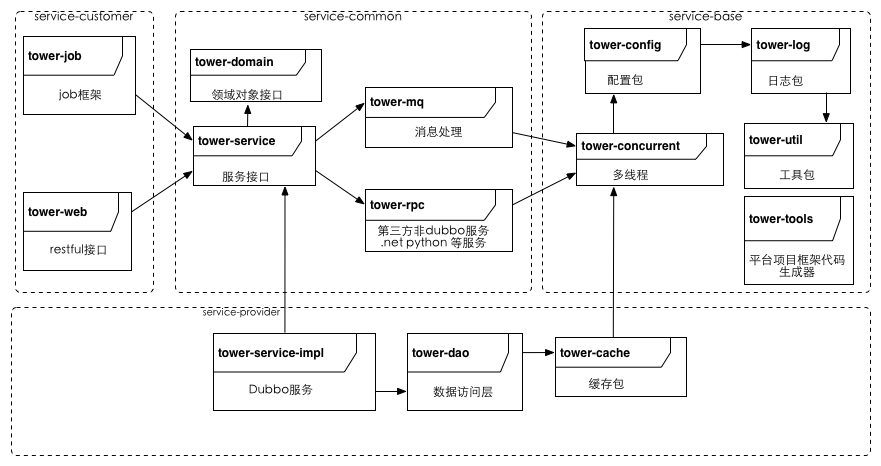 service-customer
tower-job
job框架
tower-web
restful接口
service-common
tower-domain
领域对象接口
tower-service
服务接口
tower-mq
消息处理
tower-rpc
第三方非dubbo服务
.net python 等服务
service-base
tower-config
配置包
tower-log
日志包
tower-concurrent
多线程
tower-util
工具包
tower-tools
平台项目框架代码
生成器
service-provider
tower-service-impl
Dubbo服务
tower-dao
数据访问层
tower-cache
缓存包